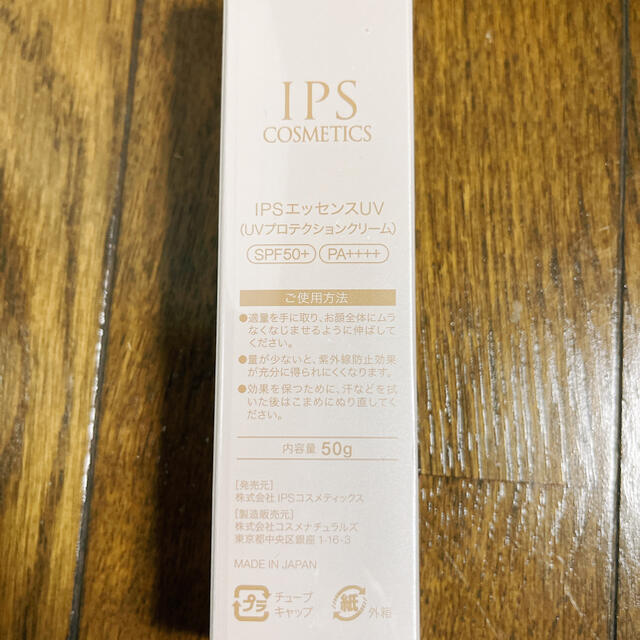 IPS
COSMETICS
IPSエッセンスUV
(UVプロテクションクリーム)
SPF50+ PA++++
ご使用方法
●適量を手に取り、お顔全体にムラ
なくなじませるように伸ばして
ください。
●量が少ないと、紫外線防止効果
が充分に得られにくくなります。
●効果を保つために、汗などを拭
いた後はこまめにぬり直してく
ださい。
内容量 50g
[発売元]
株式会社 IPSコスメティックス
[製造販売元]
株式会社コスメナチュラルズ
東京都中央区銀座 1-16-3
MADE IN JAPAN
プラ チューブ
キャップ
紙 外箱